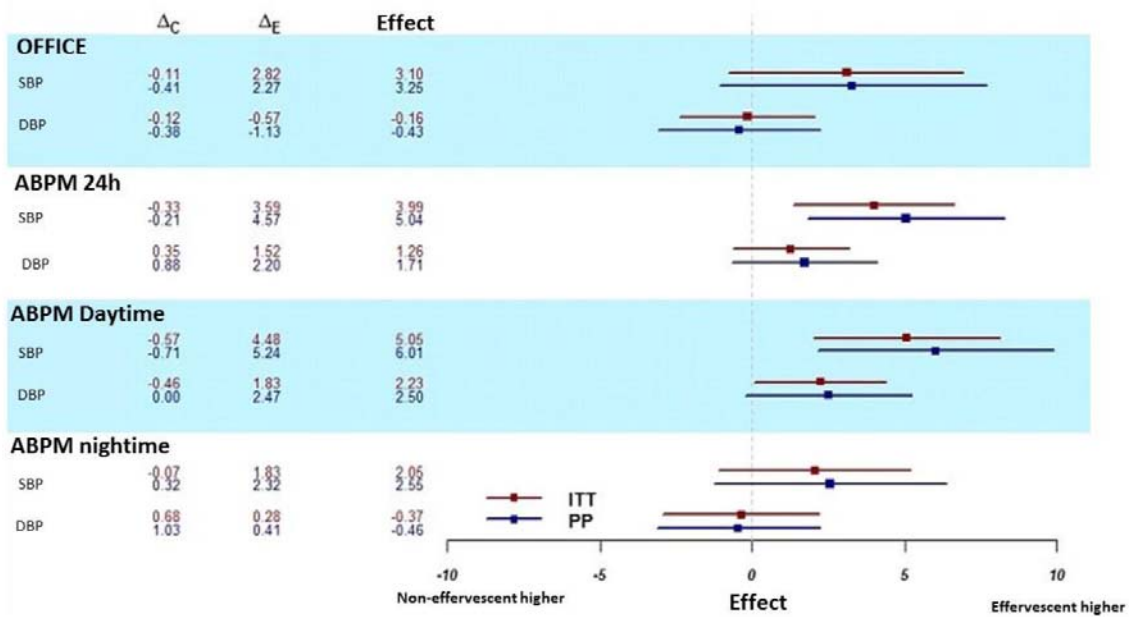 ΔC ΔE Effect
OFFICE
-0.11 2.82 3.10
SBP
-0.41 2.27 3.25
-0.12 -0.57 -0.16
DBP
-0.38 -1.13 -0.43
ABPM 24h
-0.33 3.59 3.99
SBP
-0.21 4.57 5.04
0.35 1.52 1.26
DBP
0.88 2.20 1.71
ABPM Daytime
-0.57 4.48 5.05
SBP
-0.71 5.24 6.01
-0.46 1.83 2.23
DBP
0.00 2.47 2.50
ABPM nightime
-0.07 1.83 2.05
SBP
0.32 2.32 2.55
ITT
0.68 0.28 -0.37
DBP
PP
1.03 0.41 -0.46
-10 -5 0 5 10
Non-effervescent higher Effect Effervescent higher